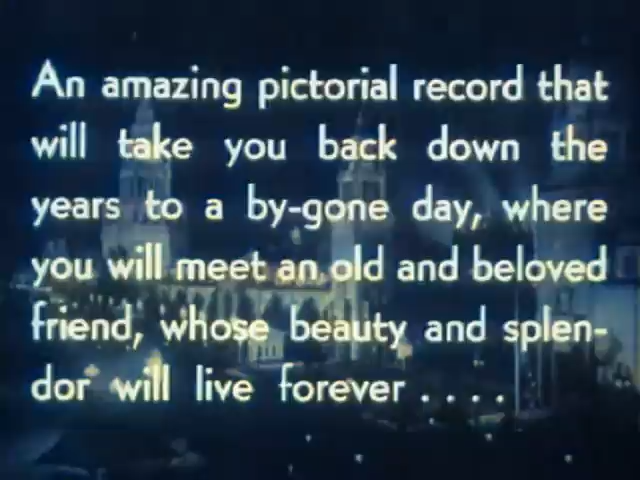 An amazing pictorial record that
will take you back down the
years to a by-gone day, where
you will meet an old and beloved
friend, whose beauty and splen-
dor will live forever . . . .